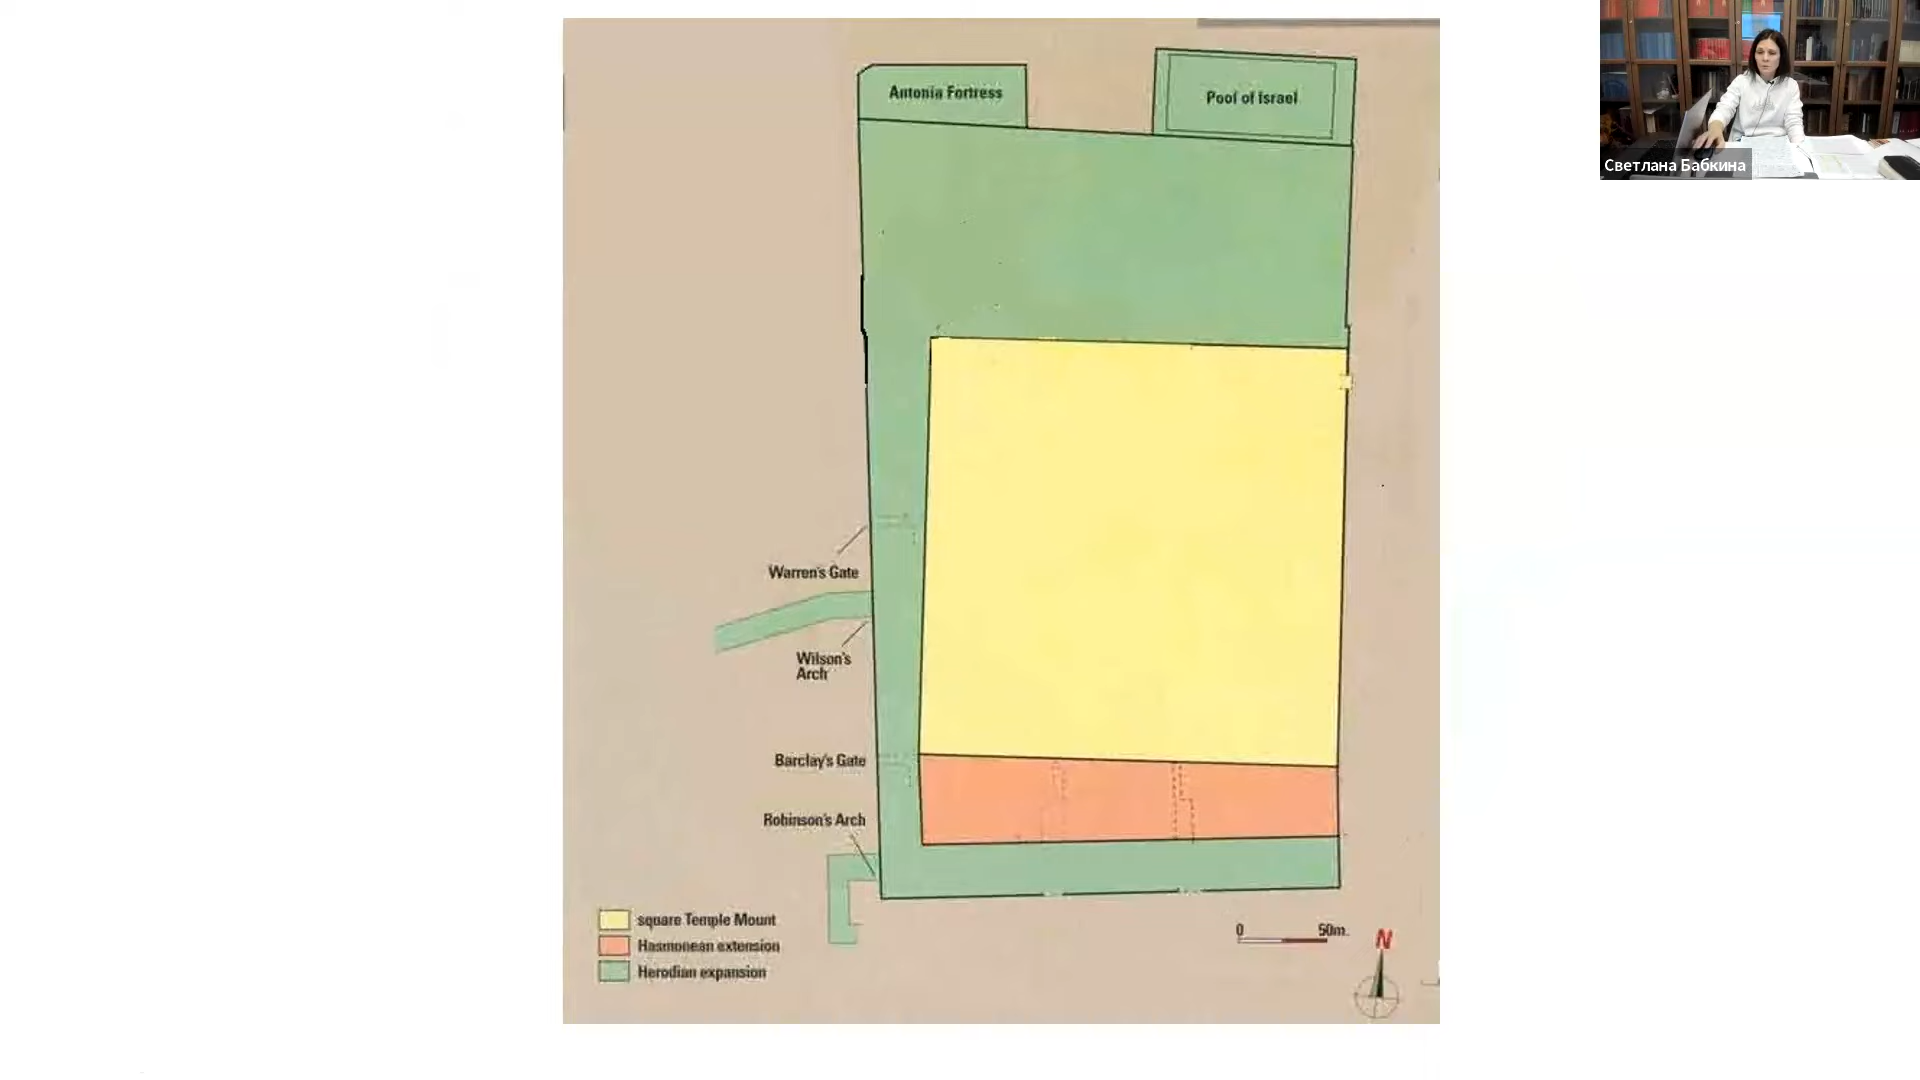 Antonia Fortress
Pool of Israel
Светлана Бабкина
Warren's Gate
Wilson's
Arch
Barclay's Gate
Robinson's Arch
square Temple Mount
Hasmonean extension
Herodian expansion
0 50m.
N